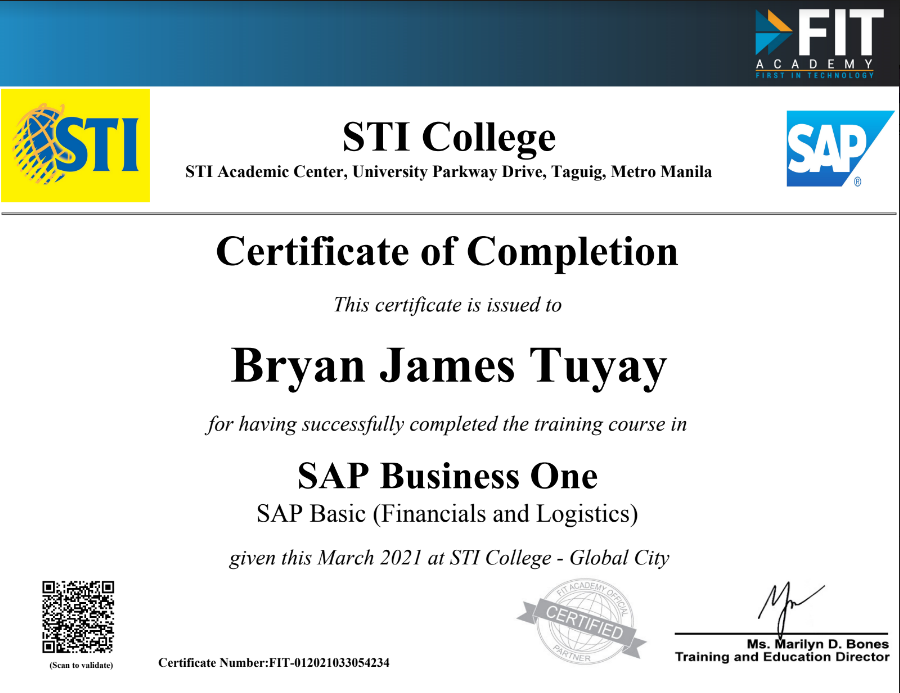 FIT
ACADEMY
FIRST IN TECHNOLOGY
STI
STI College
STI Academic Center, University Parkway Drive, Taguig, Metro Manila
SAP
®
Certificate of Completion
This certificate is issued to
Bryan James Tuyay
for having successfully completed the training course in
SAP Business One
SAP Basic (Financials and Logistics)
given this March 2021 at STI College - Global City
(Scan to validate)
Certificate Number:FIT-012021033054234
FIT ACADEMY OFFICIAL
CERTIFIED
PARTNER
Ms. Marilyn D. Bones
Training and Education Director